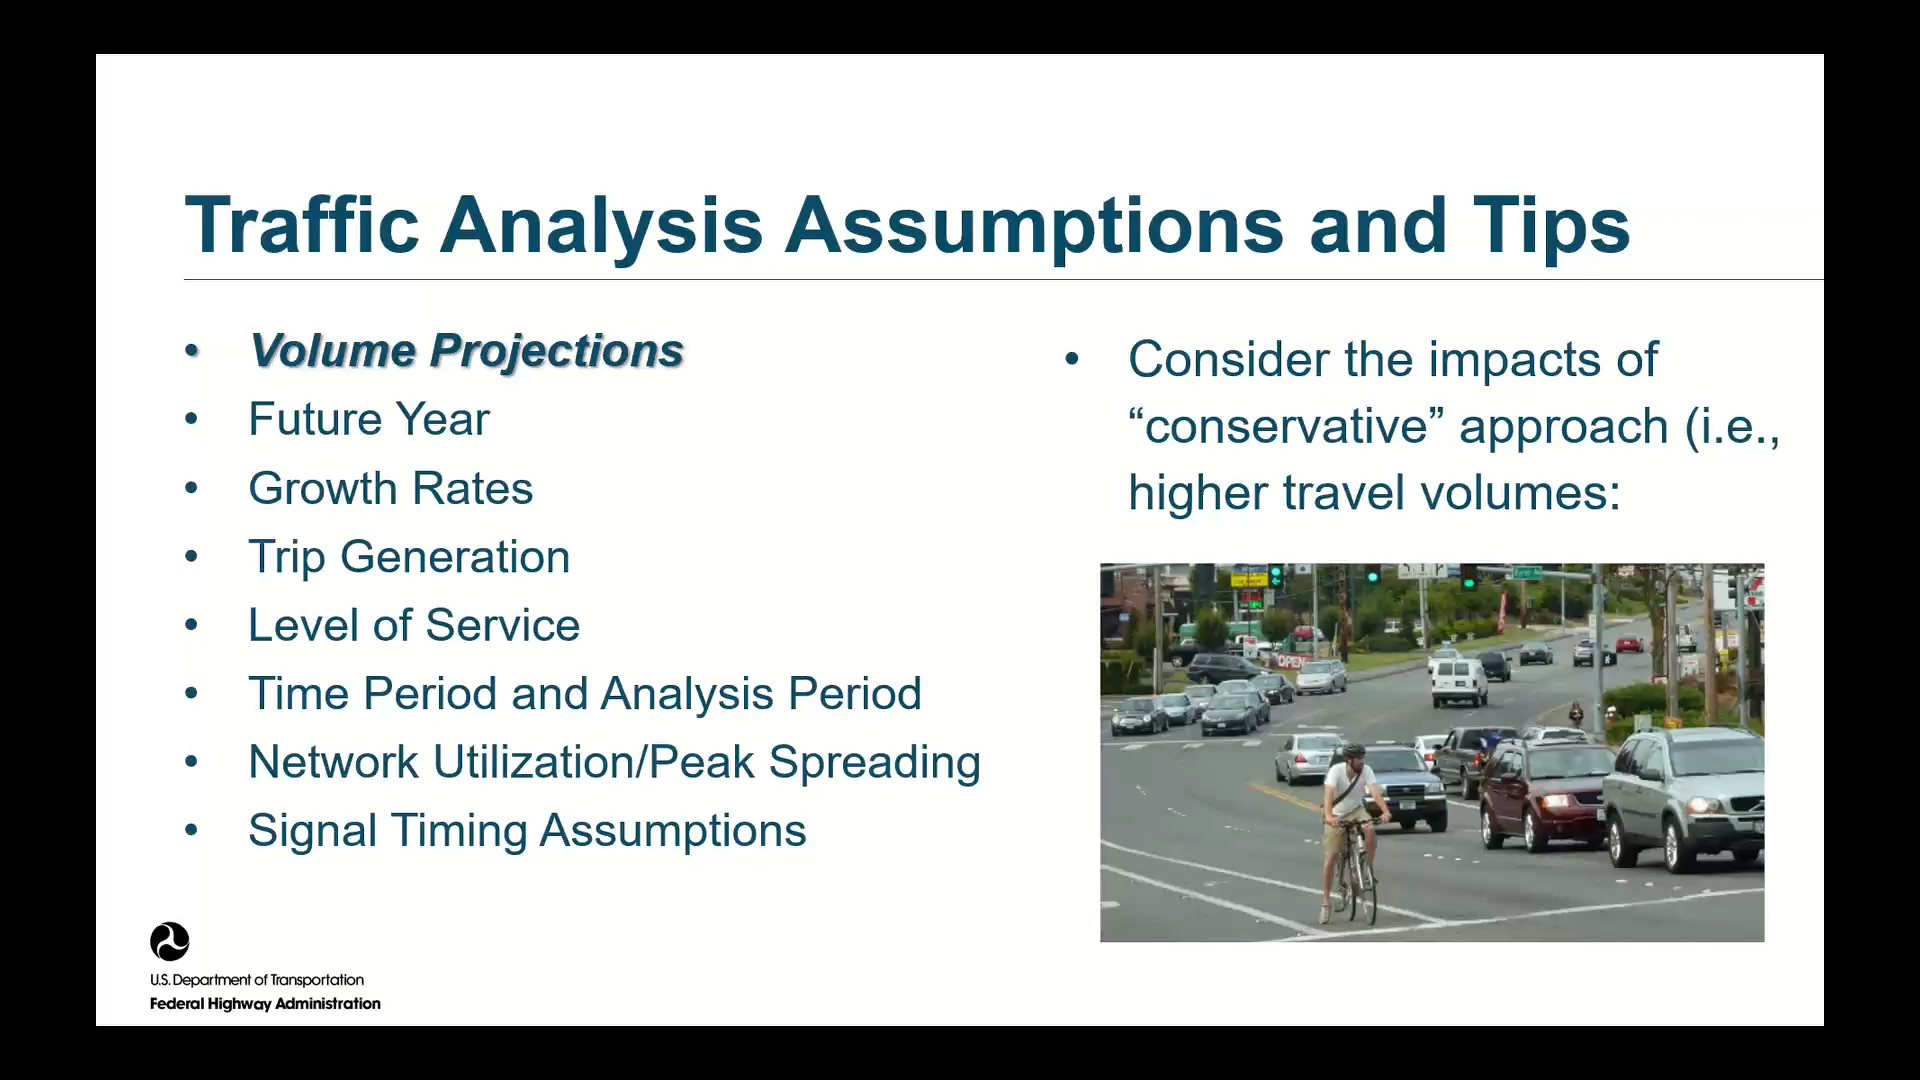 Traffic Analysis Assumptions and Tips
• Volume Projections
• Future Year
• Growth Rates
• Trip Generation
• Level of Service
• Time Period and Analysis Period
• Network Utilization/Peak Spreading
• Signal Timing Assumptions
• Consider the impacts of
“conservative” approach (i.e.,
higher travel volumes:
OPEN
U.S. Department of Transportation
Federal Highway Administration